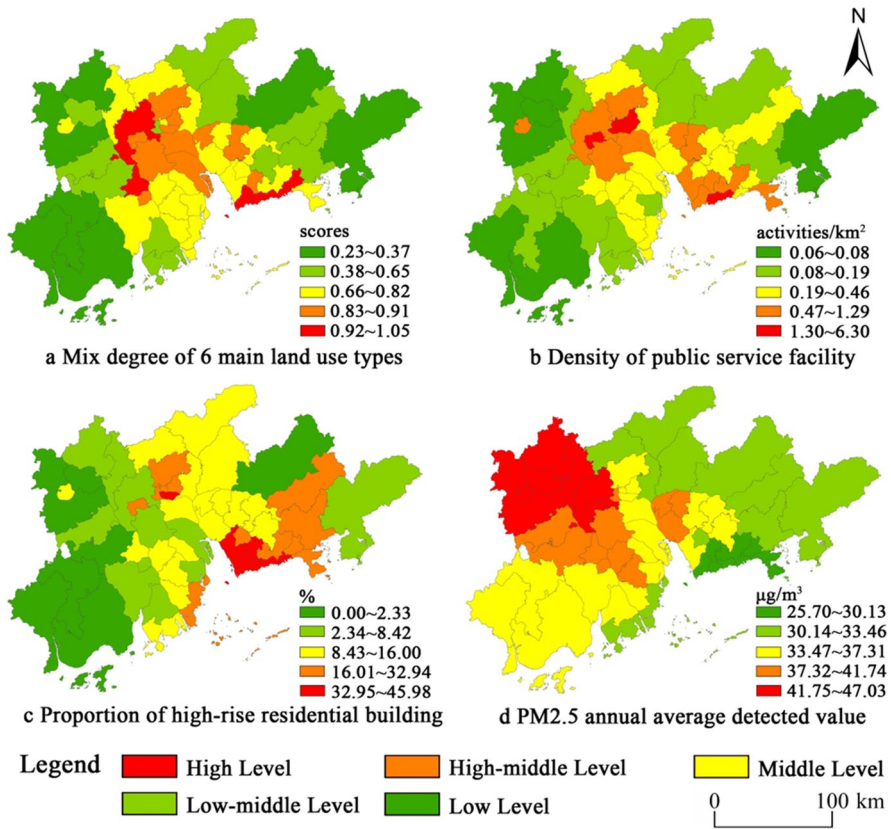 N
scores
0.23~0.37
0.38~0.65
0.66~0.82
0.83~0.91
0.92~1.05
a Mix degree of 6 main land use types
activities/km²
0.06~0.08
0.08~0.19
0.19~0.46
0.47~1.29
1.30~6.30
b Density of public service facility
%
0.00~2.33
2.34~8.42
8.43~16.00
16.01~32.94
32.95~45.98
c Proportion of high-rise residential building
μg/m³
25.70~30.13
30.14~33.46
33.47~37.31
37.32~41.74
41.75~47.03
d PM2.5 annual average detected value
Legend
High Level
High-middle Level
Middle Level
Low-middle Level
Low Level
0 100 km